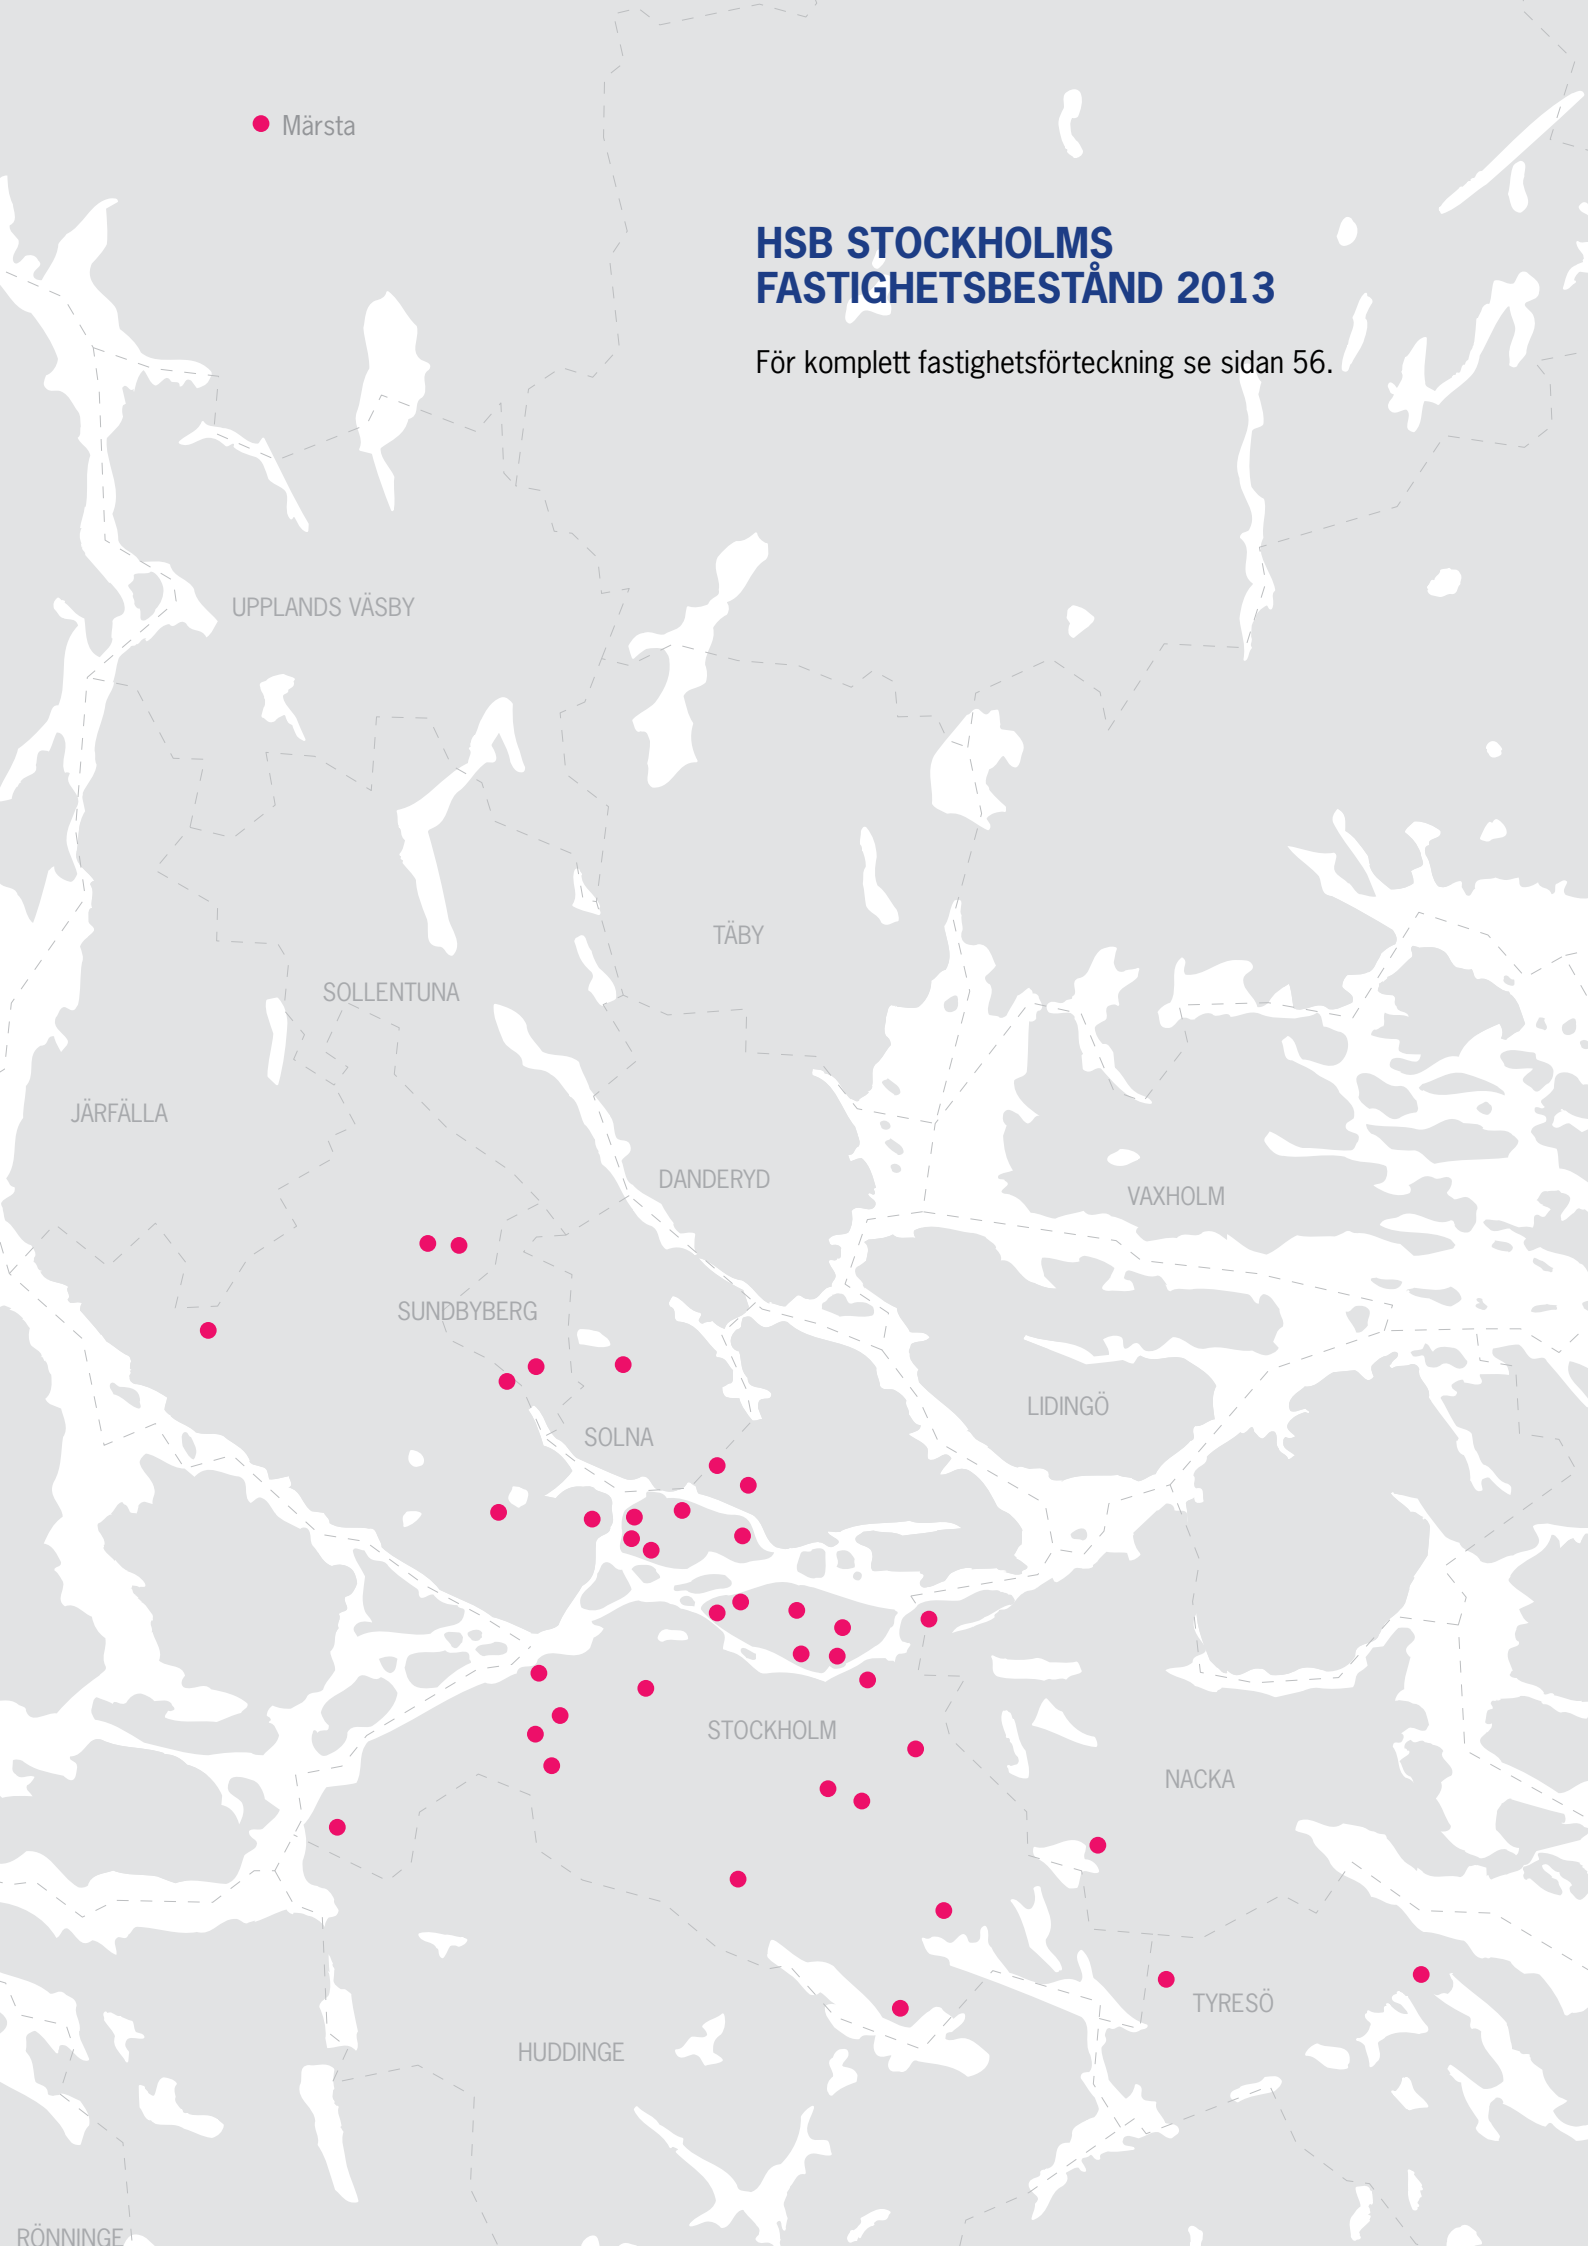 Märsta
HSB STOCKHOLMS
FASTIGHETSBESTÅND 2013
För komplett fastighetsförteckning se sidan 56.
UPPLANDS VÄSBY
TÄBY
SOLLENTUNA
JÄRFÄLLA
DANDERYD
VAXHOLM
SUNDBYBERG
LIDINGÖ
SOLNA
STOCKHOLM
NACKA
TYRESÖ
HUDDINGE
RÖNNINGE